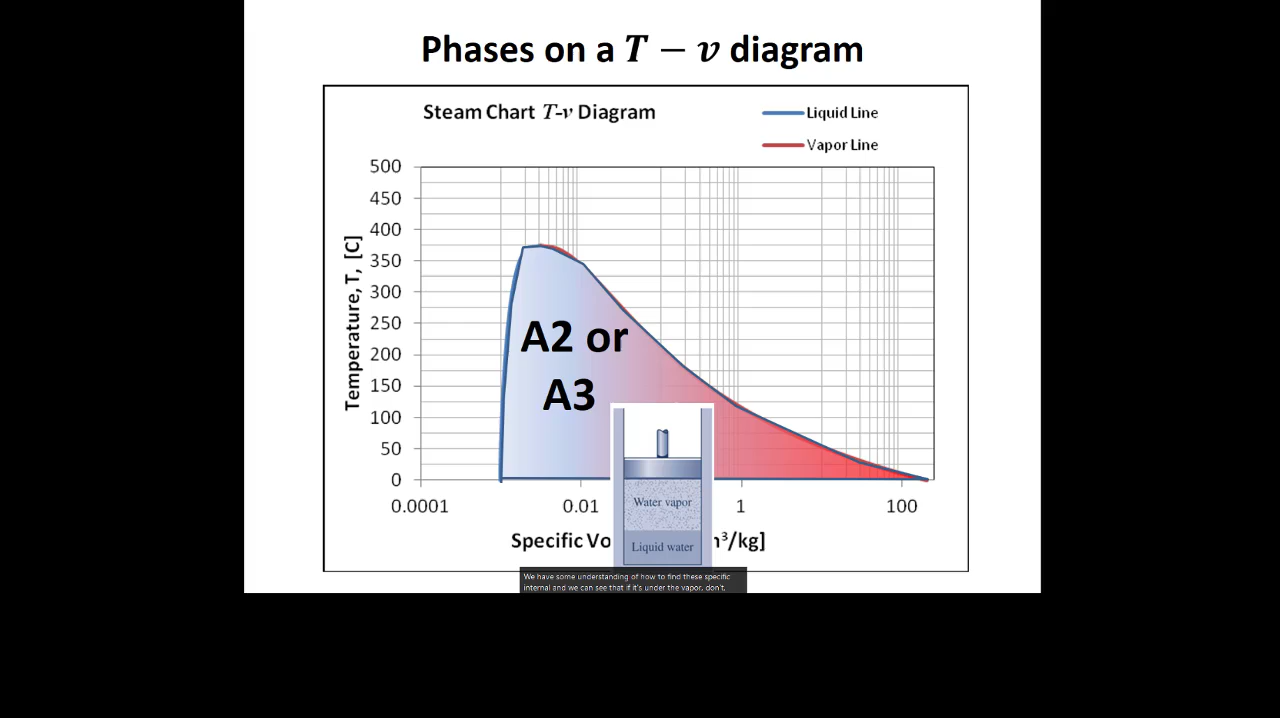 Phases on a T − v diagram
Steam Chart T-v Diagram
Liquid Line
Vapor Line
500
450
400
350
300
250
200
150
100
50
0
Temperature, T, [C]
A2 or
A3
Water vapor
Liquid water
0.0001
0.01
1
100
Specific
³/kg]
We have some understanding of how to find these specific
internal and we can see that if it's under the vapor, don't,